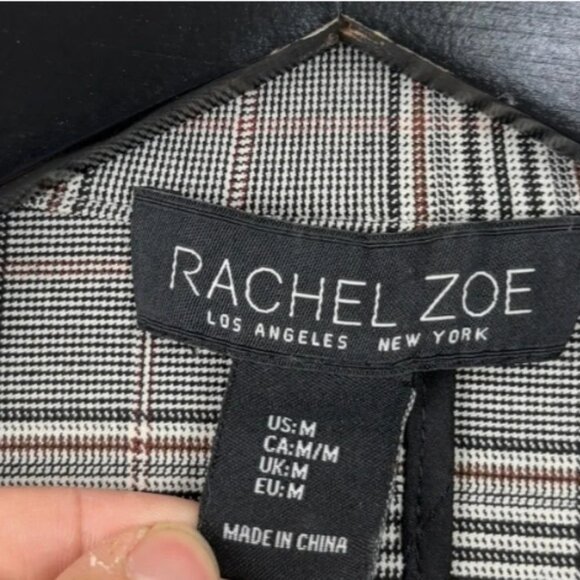 RACHEL ZOE
LOS ANGELES NEW YORK
US: M
CA: M/M
UK: M
EU: M
MADE IN CHINA